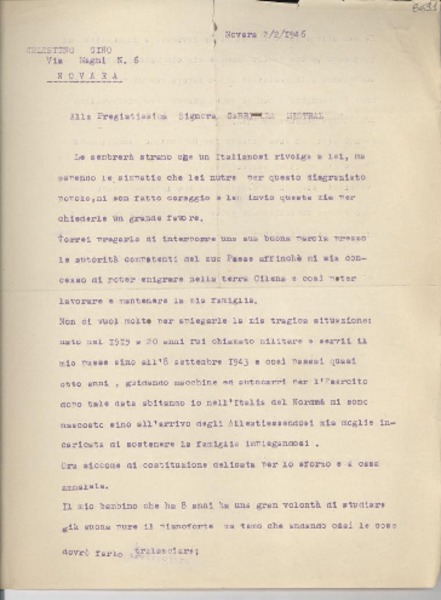 Novara 7/2/1946
CELESTINO GINO
Via Magni N. 6
NOVARA
Alla Pregiatissima Signora GABRIELLA MISTRAL
Le sembrerà strano che un Italianosi rivolga a lei, ma
sapendo le simpatie che lei nutre per questo disgraziato
popolo,mi son fatto coraggio e le invio questa mia per
chiederle un grande favore.
Vorrei pregarla di interporre una sua buona parola presso
le autorità competenti del suo Paese affinchè mi sia con-
cesso di poter emigrare nella terra Cilena e così poter
lavorare e mantenere la mia famiglia.
Non ci vuol molto per spiegarle la mia tragica situazione:
nato nel 1915 a 20 anni fui chiamato militare e servii il
mio paese sino all'8 settembre 1943 e così passai quasi
otto anni , guidando macchine ed autocarri per l'Esercito
dopo tale data abitando io nell'Italia del Nord mi sono
nascosto sino all'arrivo degli essendosi mia moglie in-
caricata di sostenere la famiglia impiegandosi .
Ora siccome di costituzione delicata per lo sforzo e a casa
ammalata.
Il mio bambino che ha 8 anni ha una gran volontà di studiare
già suona pure il pianoforte ma temo che andando così le cose
dovrò farlo tralasciare;